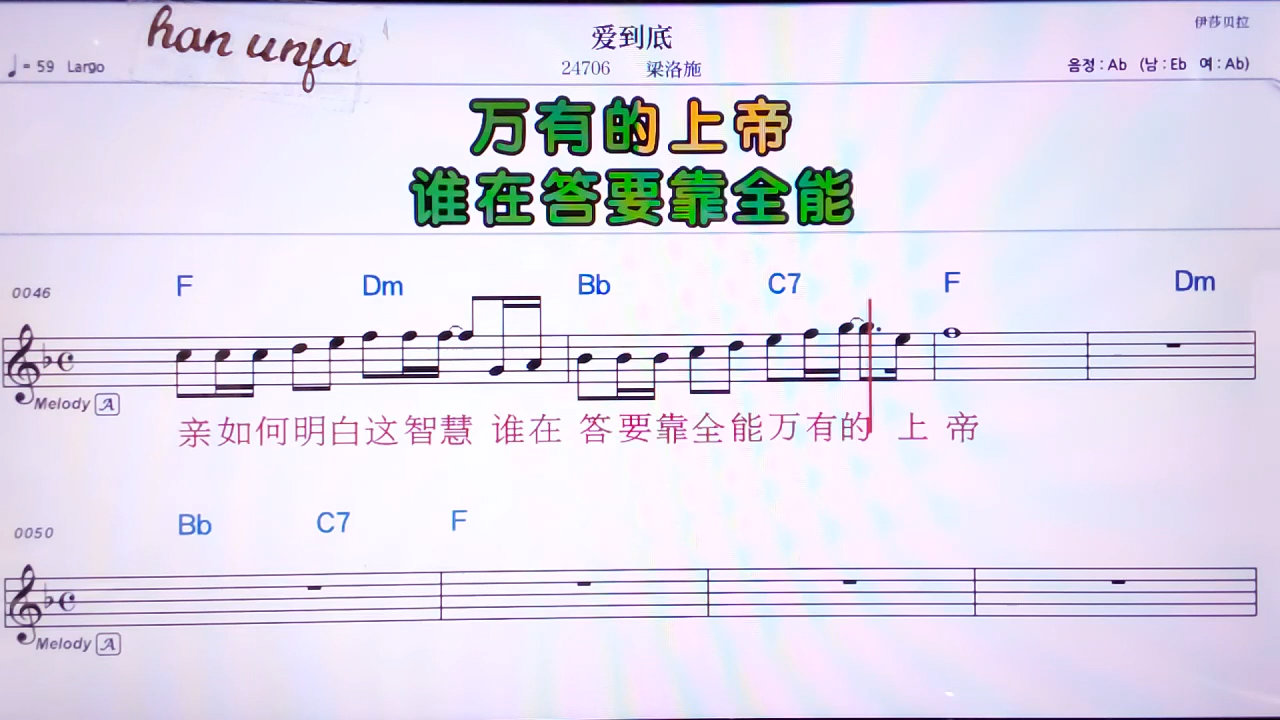 han unfa
爱到底
伊莎贝拉
♩= 59 Largo
24706 梁洛施
음정 : Ab (남 : Eb 여 : Ab)
万有的上帝
谁在答要靠全能
0046 F Dm Bb C7 F Dm
Melody A
亲如何明白这智慧 谁在 答要靠全能万有的 上 帝
0050 Bb C7 F
Melody A